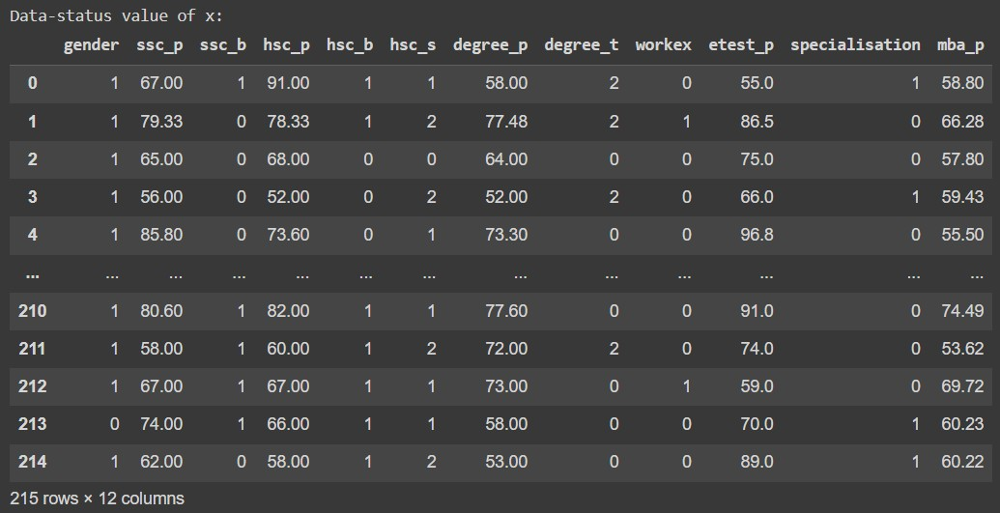 Data-status value of x:
gender ssc_p ssc_b hsc_p hsc_b hsc_s degree_p degree_t workex etest_p specialisation mba_p
0 1 67.00 1 91.00 1 1 58.00 2 0 55.0 1 58.80
1 1 79.33 0 78.33 1 2 77.48 2 1 86.5 0 66.28
2 1 65.00 0 68.00 0 0 64.00 0 0 75.0 0 57.80
3 1 56.00 0 52.00 0 2 52.00 2 0 66.0 1 59.43
4 1 85.80 0 73.60 0 1 73.30 0 0 96.8 0 55.50
... ... ... ... ... ... ... ... ... ... ... ... ...
210 1 80.60 1 82.00 1 1 77.60 0 0 91.0 0 74.49
211 1 58.00 1 60.00 1 2 72.00 2 0 74.0 0 53.62
212 1 67.00 1 67.00 1 1 73.00 0 1 59.0 0 69.72
213 0 74.00 1 66.00 1 1 58.00 0 0 70.0 1 60.23
214 1 62.00 0 58.00 1 2 53.00 0 0 89.0 1 60.22
215 rows × 12 columns